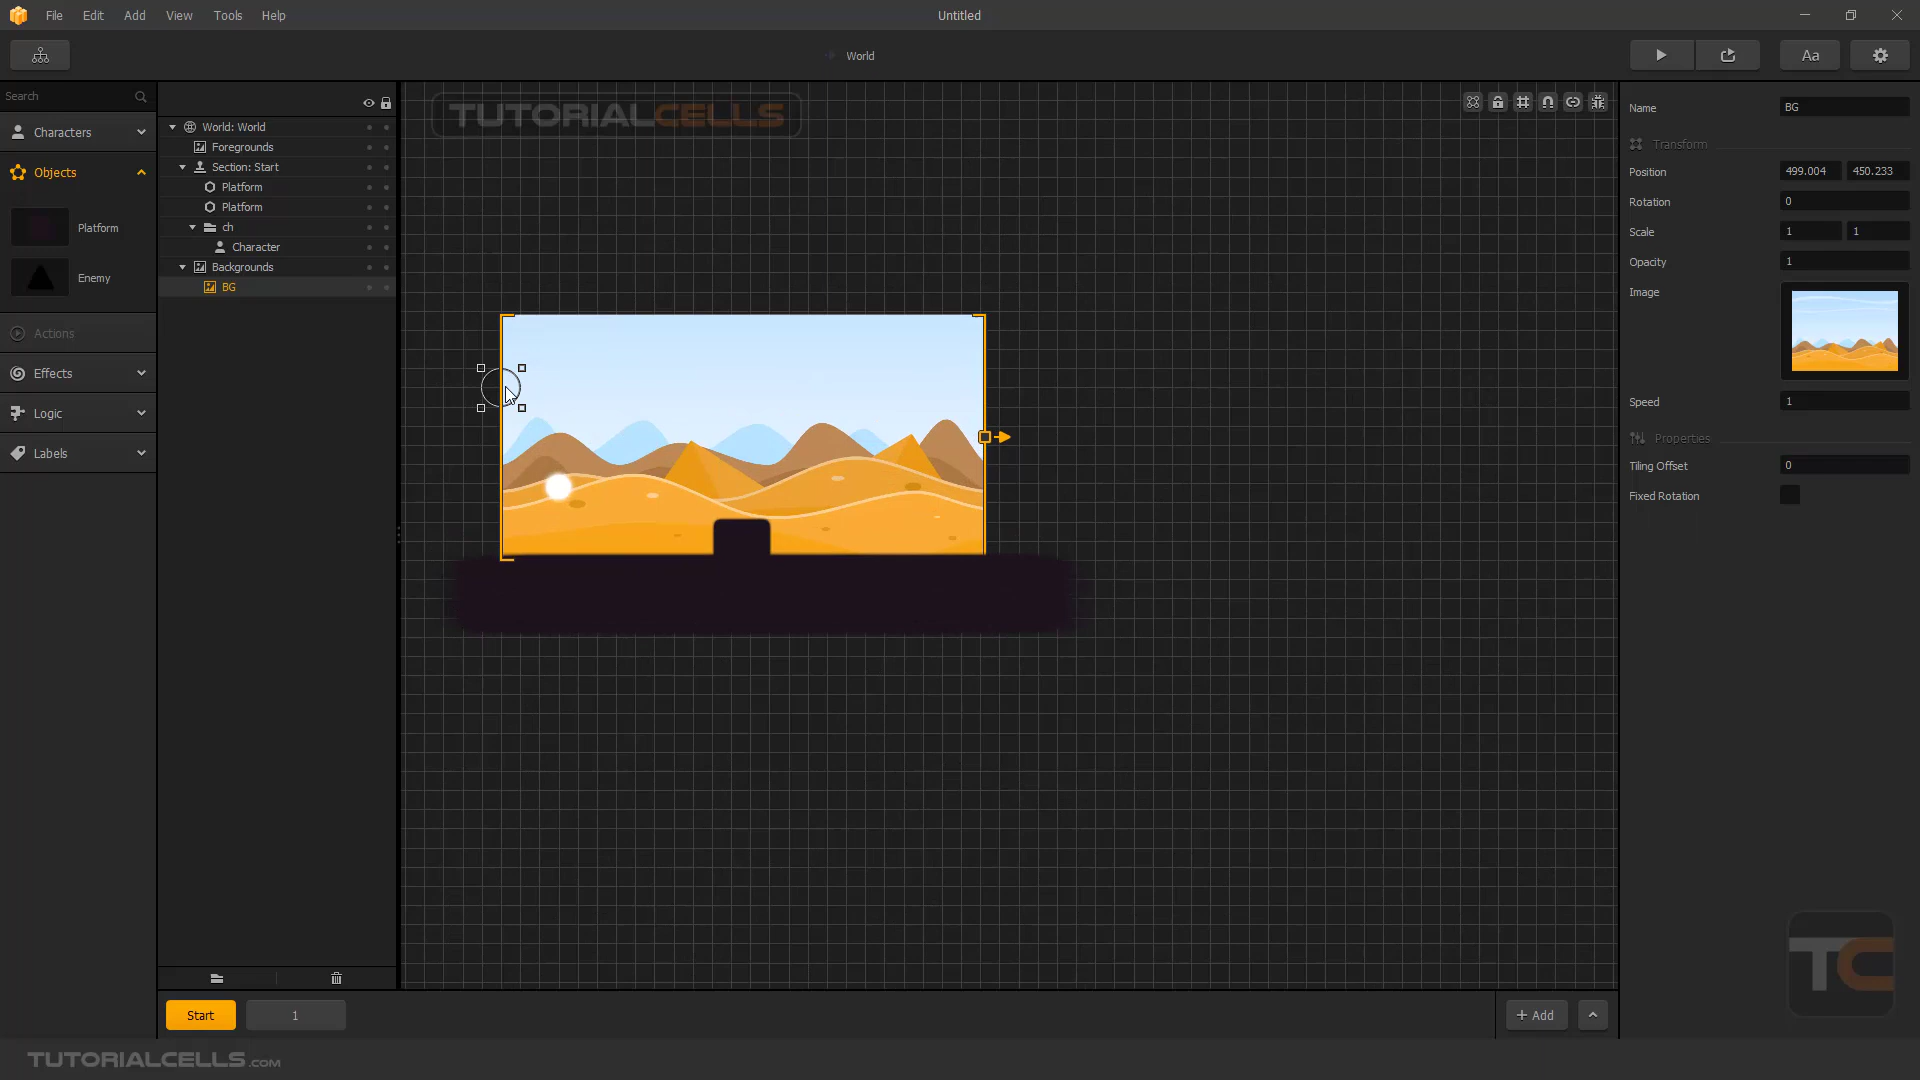 File Edit Add View Tools Help
Untitled
World
Aa
Search
Characters
Objects
Platform
Enemy
Actions
Effects
Logic
Labels
World: World
Foregrounds
Section: Start
Platform
Platform
ch
Character
Backgrounds
BG
TUTORIALCELLS
Name BG
Transform
Position 499.004 450.233
Rotation 0
Scale 1 1
Opacity 1
Image
Speed 1
Properties
Tiling Offset 0
Fixed Rotation
TC
Start 1
+ Add
TUTORIALCELLS.COM